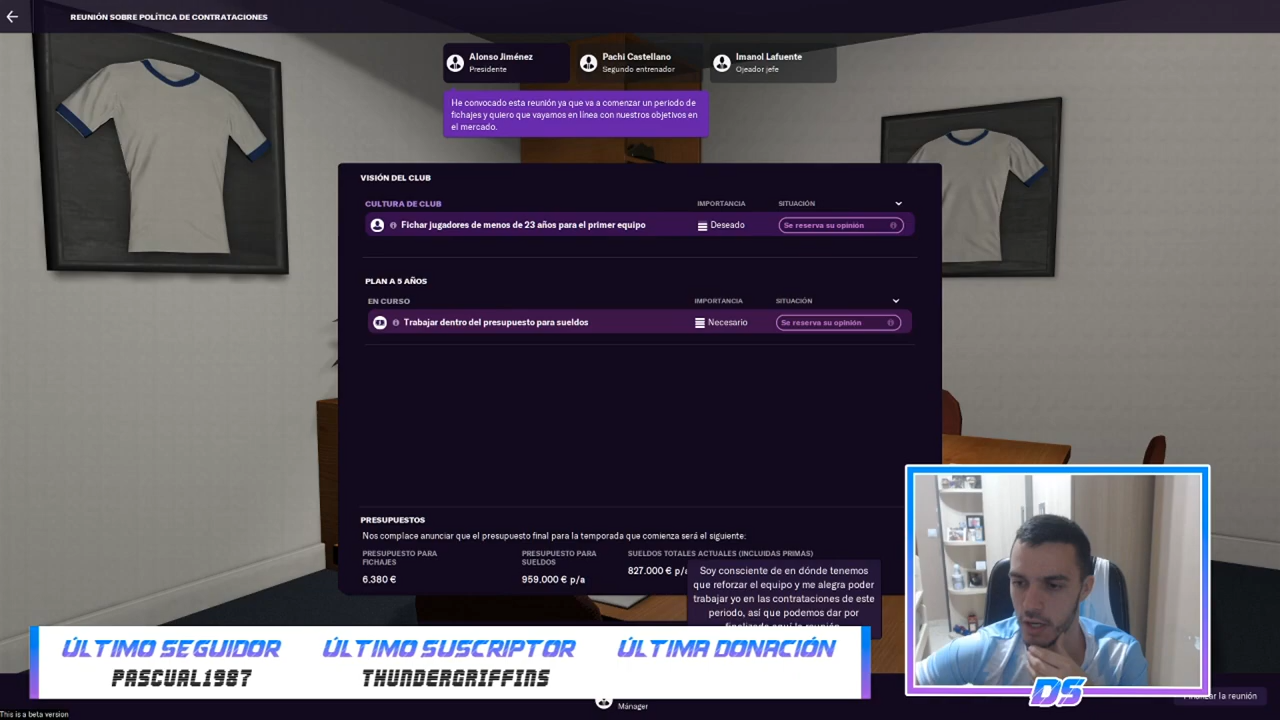 REUNIÓN SOBRE POLÍTICA DE CONTRATACIONES
Alonso Jiménez
Presidente
Pachi Castellano
Segundo entrenador
Imanol Lafuente
Ojeador jefe
He convocado esta reunión ya que va a comenzar un periodo de
fichajes y quiero que vayamos en línea con nuestros objetivos en
el mercado.
VISIÓN DEL CLUB
CULTURA DE CLUB
IMPORTANCIA
SITUACIÓN
Fichar jugadores de menos de 23 años para el primer equipo
Deseado
Se reserva su opinión
PLAN A 5 AÑOS
EN CURSO
IMPORTANCIA
SITUACIÓN
Trabajar dentro del presupuesto para sueldos
Necesario
Se reserva su opinión
PRESUPUESTOS
Nos complace anunciar que el presupuesto final para la temporada que comienza será el siguiente:
PRESUPUESTO PARA
FICHAJES
6.380 €
PRESUPUESTO PARA
SUELDOS
959.000 € p/a
SUELDOS TOTALES ACTUALES (INCLUIDAS PRIMAS)
827.000 € p/a
Soy consciente de en dónde tenemos
que reforzar el equipo y me alegra poder
trabajar yo en las contrataciones de este
periodo, así que podemos dar por
finalizada aquí la reunión.
ÚLTIMO SEGUIDOR
PASCUAL1987
ÚLTIMO SUSCRIPTOR
THUNDERGRIFFINS
ÚLTIMA DONACIÓN
DS
la reunión
Mánager
This is a beta version